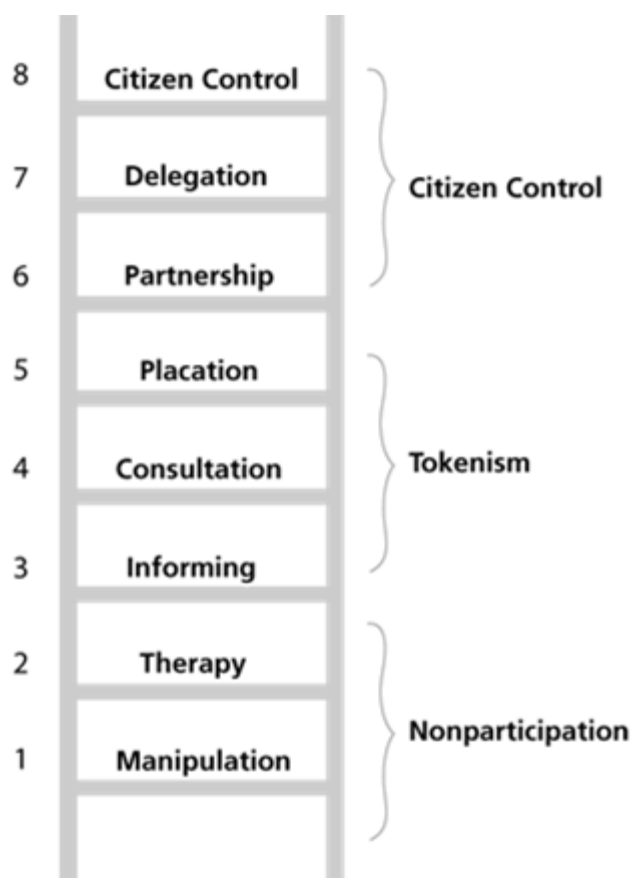 8 Citizen Control
7 Delegation
Citizen Control
6 Partnership
5 Placation
4 Consultation
Tokenism
3 Informing
2 Therapy
Nonparticipation
1 Manipulation